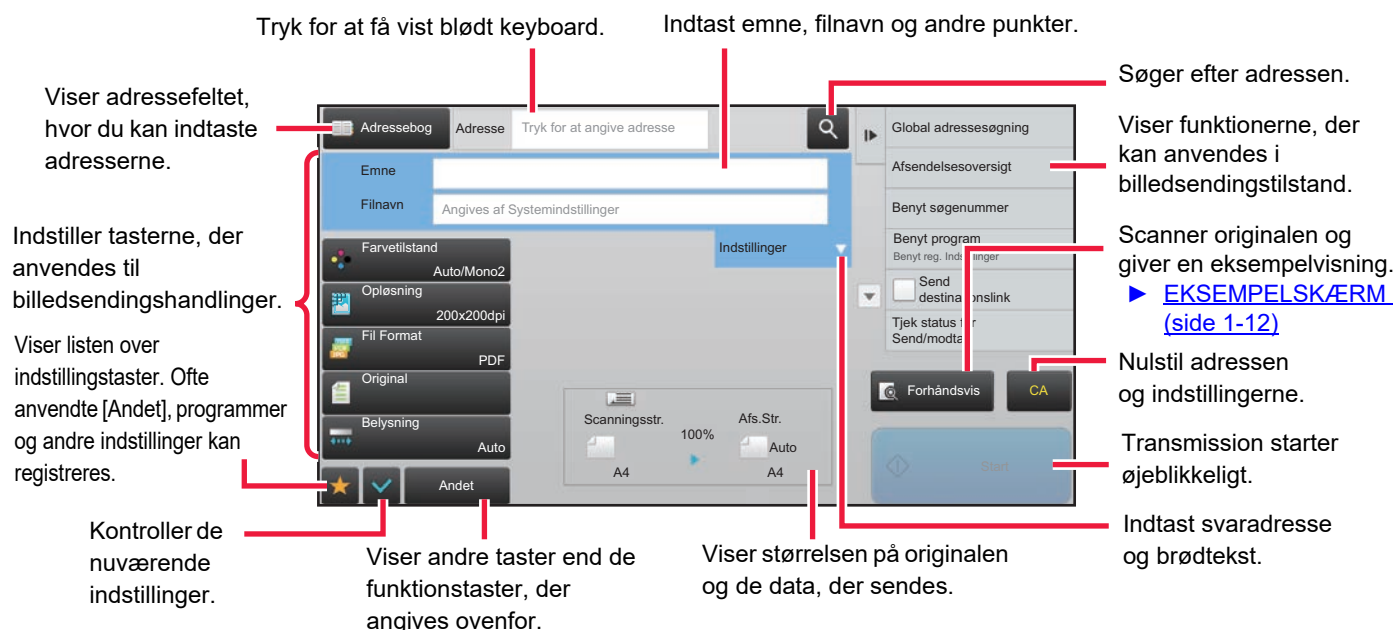 Tryk for at få vist blødt keyboard.
Indtast emne, filnavn og andre punkter.
Søger efter adressen.
Viser adressefeltet,
hvor du kan indtaste
adresserne.
Viser funktionerne, der
kan anvendes i
billedsendingstilstand.
Indstiller tasterne, der
anvendes til
billedsendingshandlinger.
Scanner originalen og
giver en eksempelvisning.
► EKSEMPELSKÆRM
(side 1-12)
Viser listen over
indstillingstaster. Ofte
anvendte [Andet], programmer
og andre indstillinger kan
registreres.
Nulstil adressen
og indstillingerne.
Transmission starter
øjeblikkeligt.
Indtast svaradresse
og brødtekst.
Kontroller de
nuværende
indstillinger.
Viser andre taster end de
funktionstaster, der
angives ovenfor.
Viser størrelsen på originalen
og de data, der sendes.
Adressebog
Adresse
Tryk for at angive adresse
Emne
Filnavn
Angives af Systemindstillinger
Indstillinger
Farvetilstand
Auto/Mono2
Opløsning
200x200dpi
Fil Format
PDF
Original
Belysning
Auto
Andet
Scanningsstr.
A4
100%
Afs.Str.
Auto
A4
Global adressesøgning
Afsendelsesoversigt
Benyt søgenummer
Benyt program
Benyt reg.
Send
destinationslink
Tjek status
Send/modta
Forhåndsvis
CA
Start